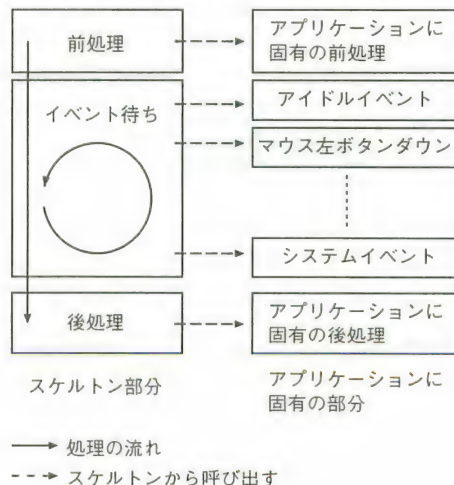 前処理
アプリケーションに
固有の前処理
イベント待ち
アイドルイベント
マウス左ボタンダウン
システムイベント
後処理
アプリケーションに
固有の後処理
スケルトン部分
アプリケーションに
固有の部分
処理の流れ
スケルトンから呼び出す